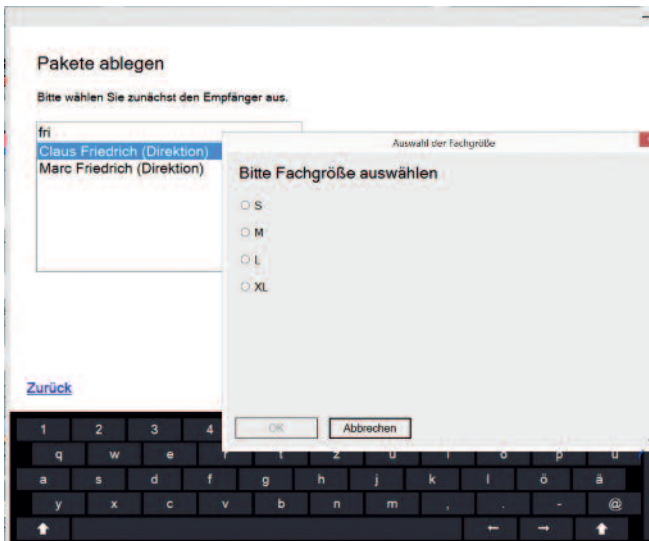 Pakete ablegen
Bitte wählen Sie zunächst den Empfänger aus.
fri
Claus Friedrich (Direktion)
Marc Friedrich (Direktion)
Auswahl der Fachgröße
Bitte Fachgröße auswählen
S
M
L
XL
OK
Abbrechen
Zurück
1 2 3 4
q w e r t z u i o p ü
a s d f g h j k l ö ä
y x c v b n m , . - @